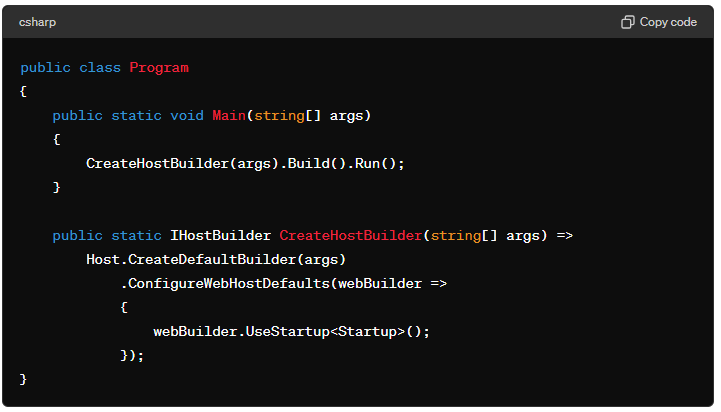 csharp
Copy code
public class Program
{
    public static void Main(string[] args)
    {
        CreateHostBuilder(args).Build().Run();
    }

    public static IHostBuilder CreateHostBuilder(string[] args) =>
        Host.CreateDefaultBuilder(args)
            .ConfigureWebHostDefaults(webBuilder =>
            {
                webBuilder.UseStartup<Startup>();
            });
}